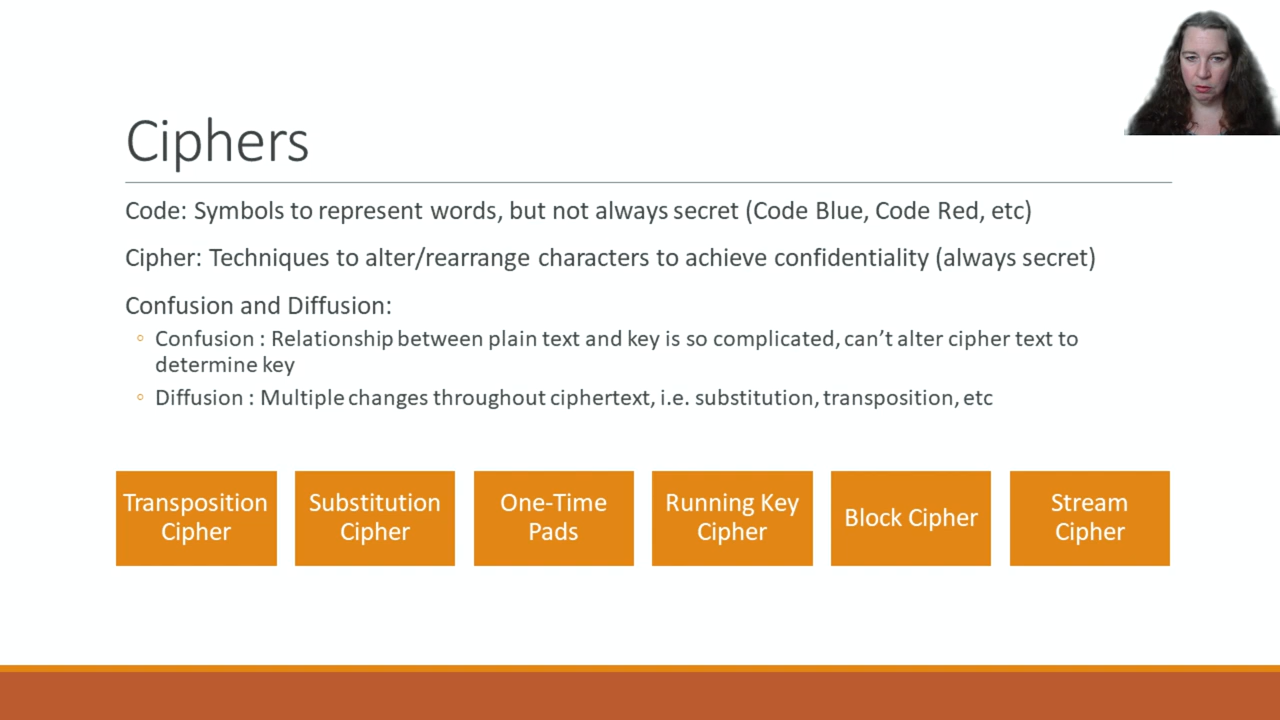 Ciphers
Code: Symbols to represent words, but not always secret (Code Blue, Code Red, etc)
Cipher: Techniques to alter/rearrange characters to achieve confidentiality (always secret)
Confusion and Diffusion:
◦ Confusion : Relationship between plain text and key is so complicated, can’t alter cipher text to
determine key
◦ Diffusion : Multiple changes throughout ciphertext, i.e. substitution, transposition, etc
Transposition
Cipher
Substitution
Cipher
One-Time
Pads
Running Key
Cipher
Block Cipher
Stream
Cipher